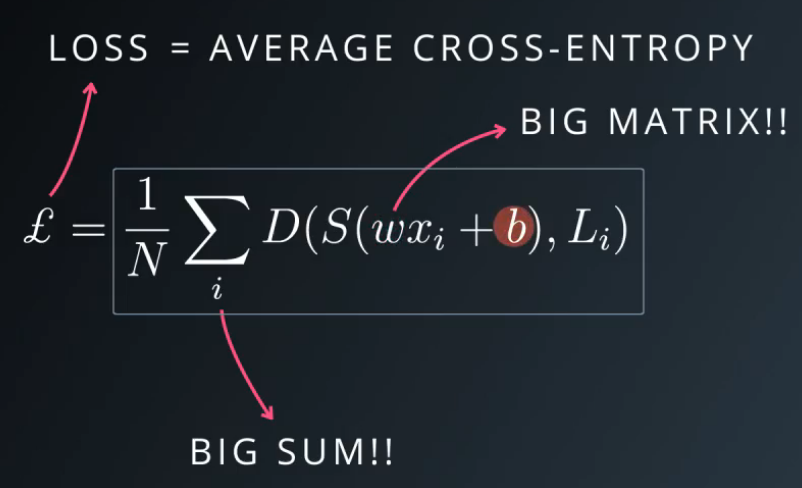 LOSS = AVERAGE CROSS-ENTROPY
BIG MATRIX!!
£ = 1/N ∑_i D(S(wx_i + b), L_i)
BIG SUM!!